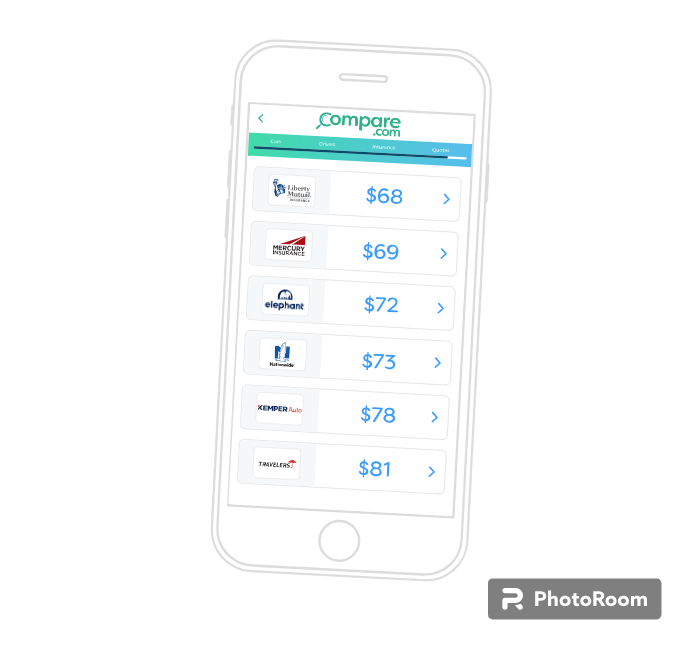 Compare
.com
Cars Drivers Insurance Quotes
Liberty
Mutual.
INSURANCE
$68
MERCURY
INSURANCE
$69
elephant
$72
Nationwide
$73
KEMPER Auto
$78
TRAVELERS
$81
PhotoRoom